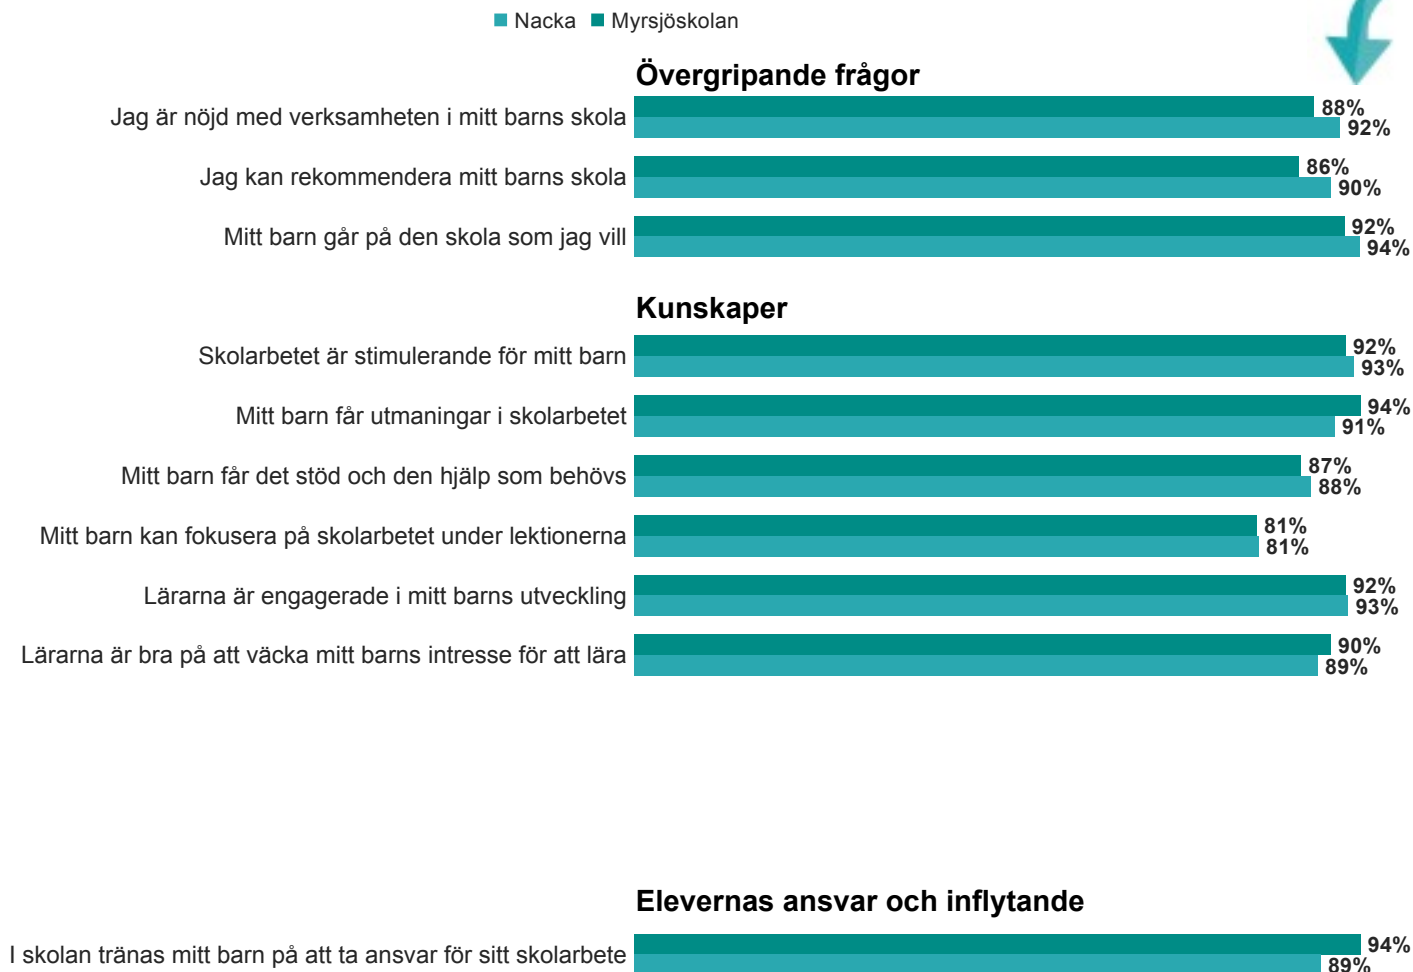 Nacka Myrsjöskolan
Övergripande frågor
Jag är nöjd med verksamheten i mitt barns skola 88%
92%
Jag kan rekommendera mitt barns skola 86%
90%
Mitt barn går på den skola som jag vill 92%
94%
Kunskaper
Skolarbetet är stimulerande för mitt barn 92%
93%
Mitt barn får utmaningar i skolarbetet 94%
91%
Mitt barn får det stöd och den hjälp som behövs 87%
88%
Mitt barn kan fokusera på skolarbetet under lektionerna 81%
81%
Lärarna är engagerade i mitt barns utveckling 92%
93%
Lärarna är bra på att väcka mitt barns intresse för att lära 90%
89%
Elevernas ansvar och inflytande
I skolan tränas mitt barn på att ta ansvar för sitt skolarbete 94%
89%